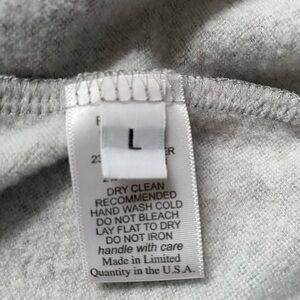 L
DRY CLEAN
RECOMMENDED
HAND WASH COLD
DO NOT BLEACH
LAY FLAT TO DRY
DO NOT IRON
handle with care
Made in Limited
Quantity in the U.S.A.